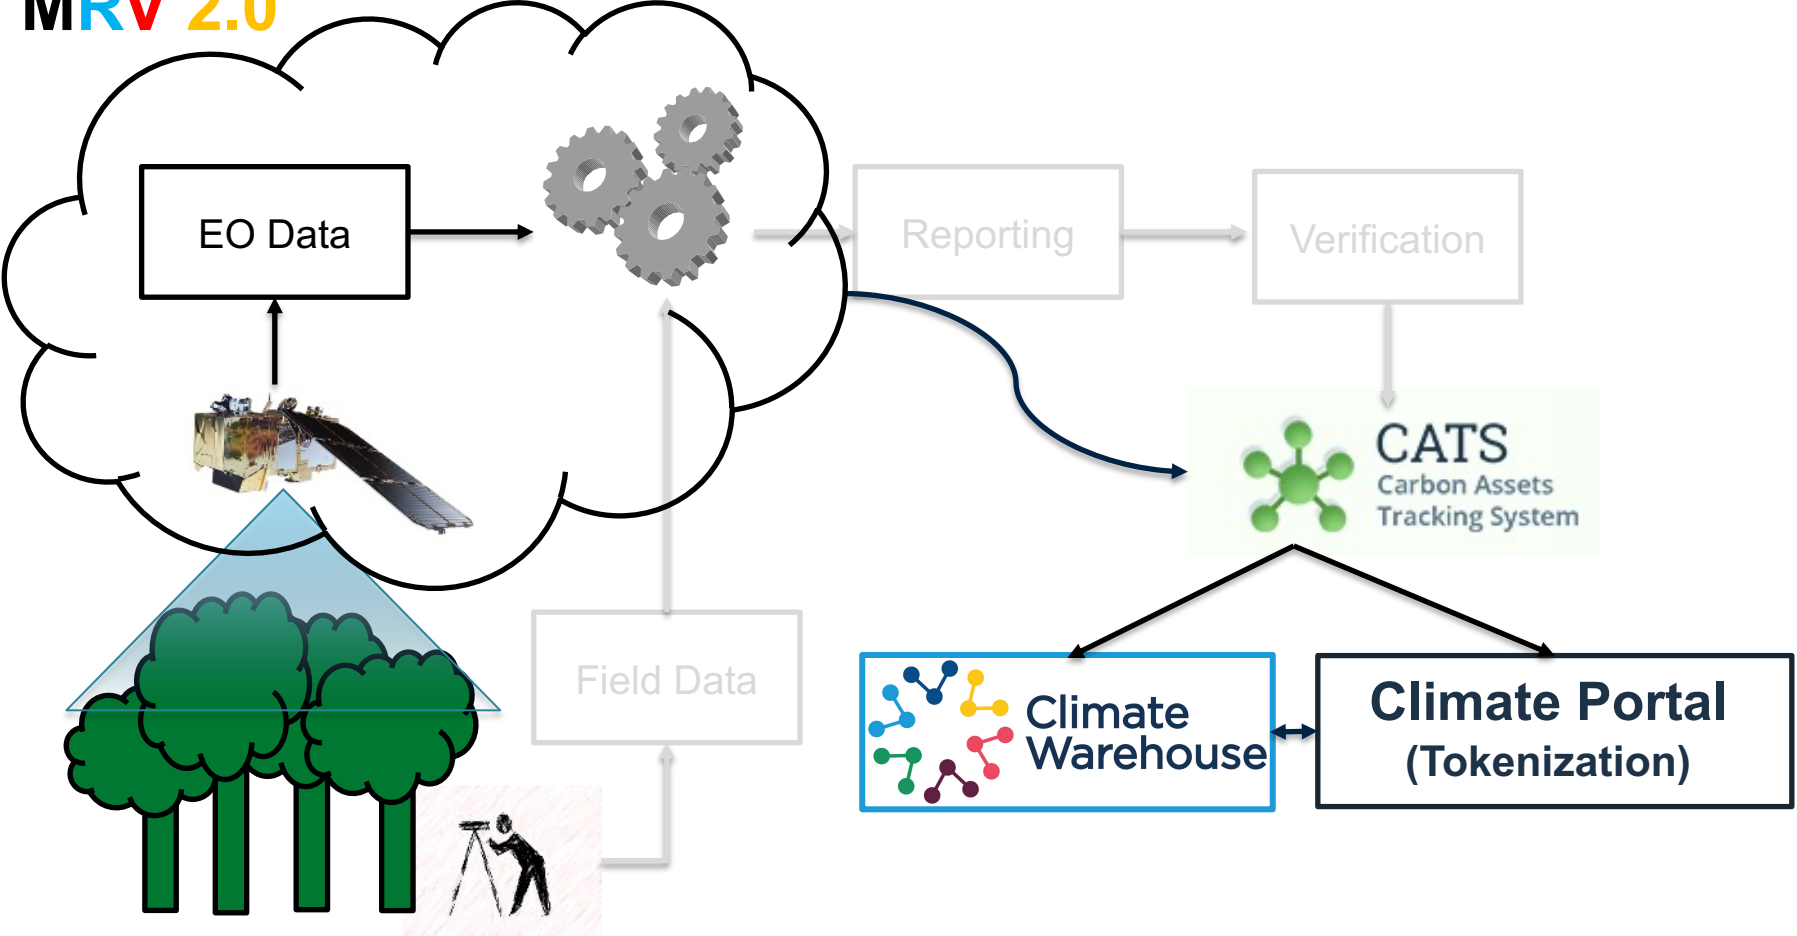 MRV 2.0
EO Data
Reporting
Verification
CATS
Carbon Assets
Tracking System
Field Data
Climate
Warehouse
Climate Portal
(Tokenization)